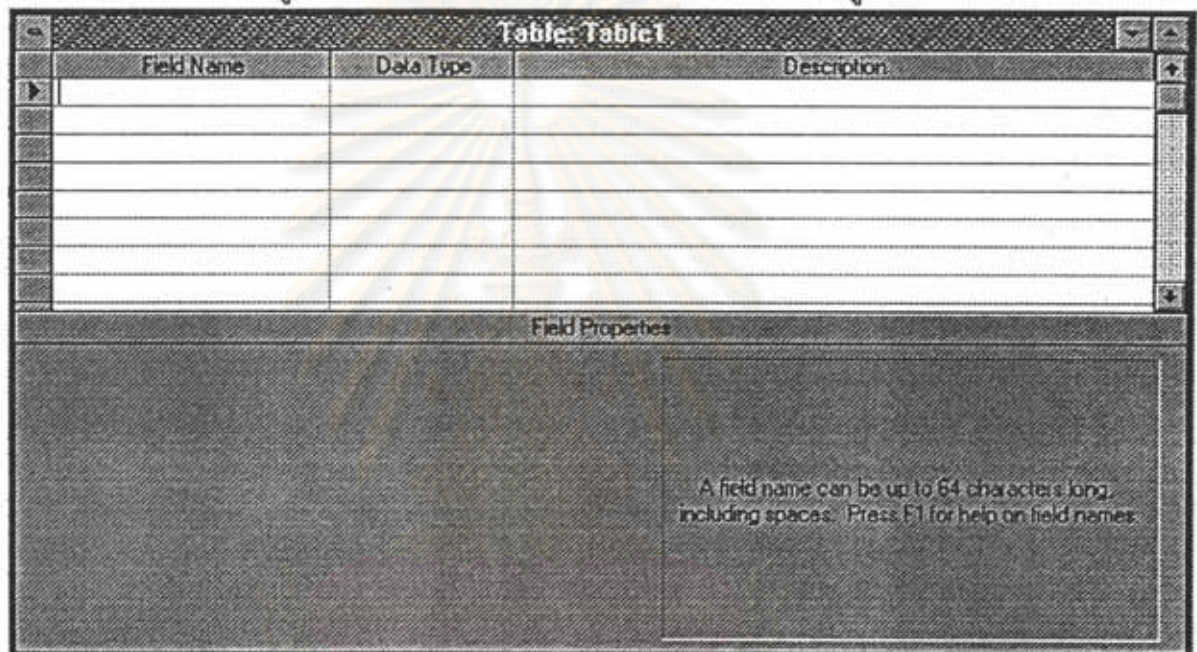 Table: Table1
Field Name Data Type Description
Field Properties
A field name can be up to 64 characters long,
including spaces. Press F1 for help on field names.